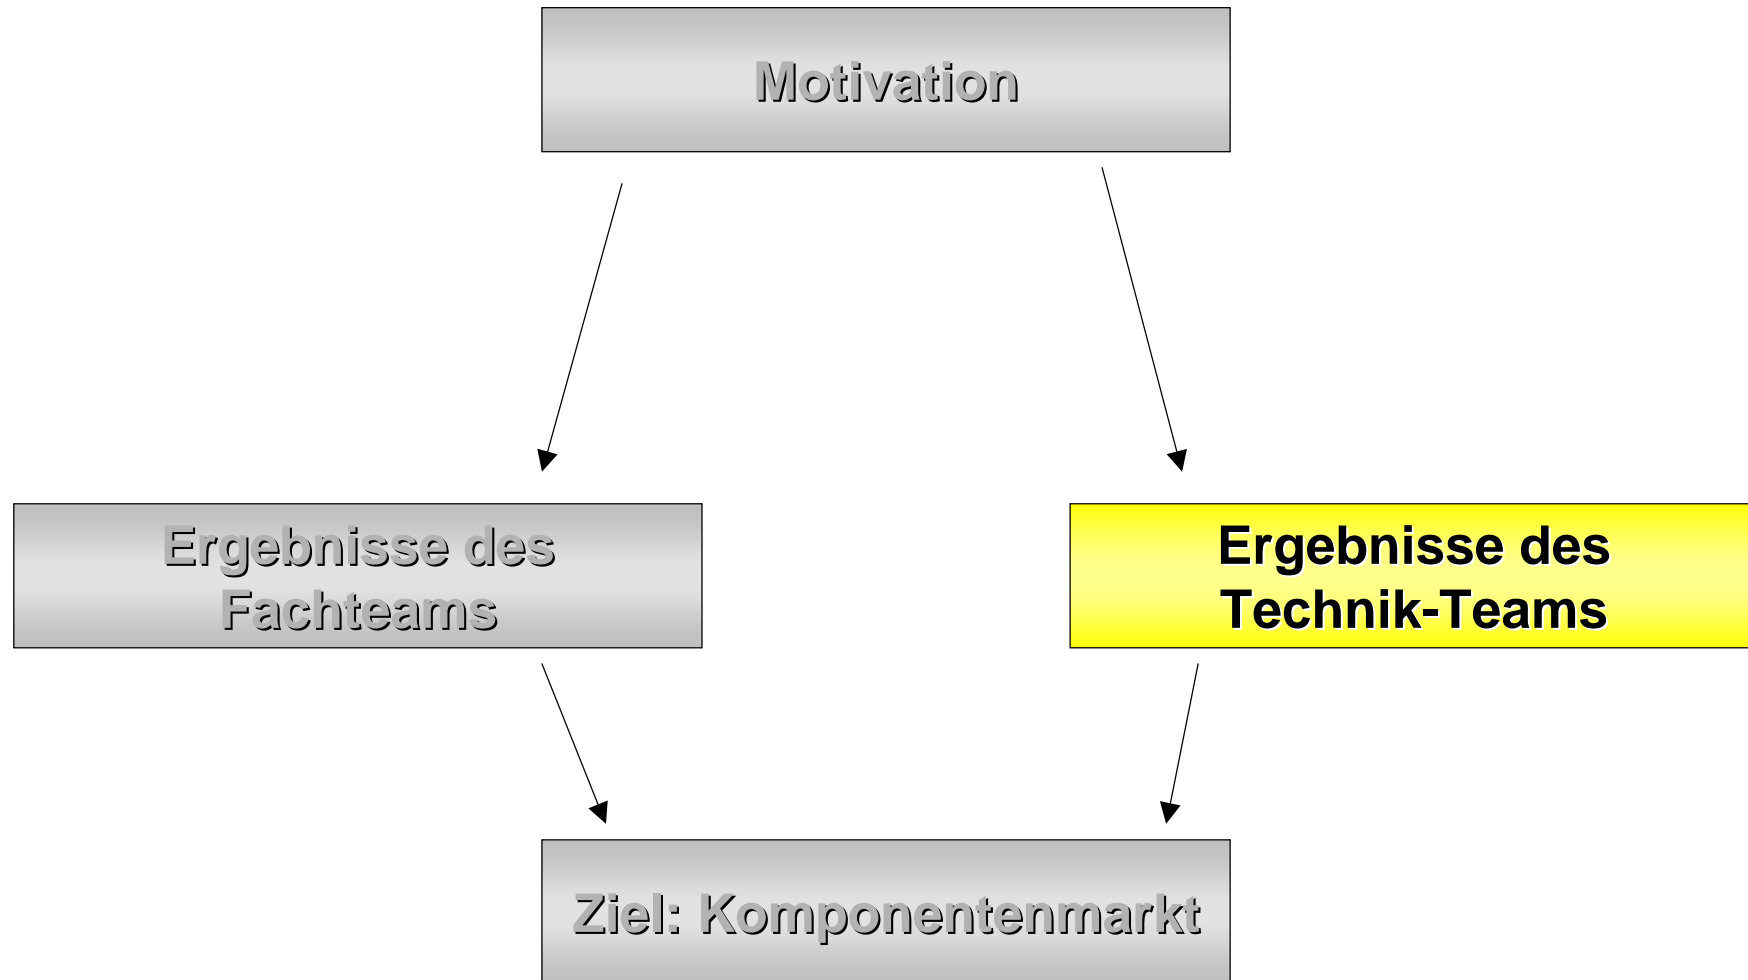 Motivation
Ergebnisse des
Fachteams
Ergebnisse des
Technik-Teams
Ziel: Komponentenmarkt